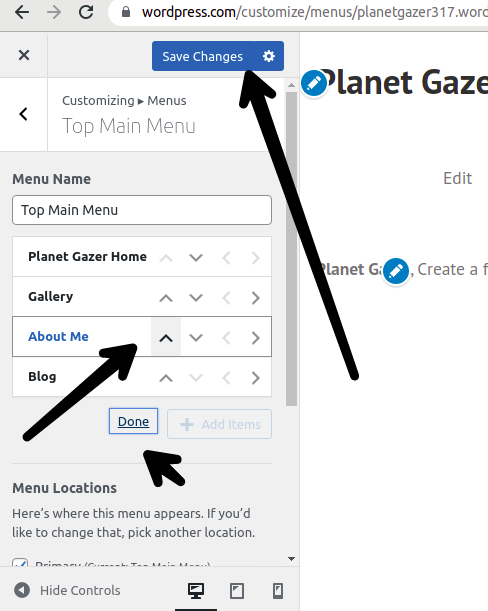 wordpress.com/customize/menus/planetgazer317.word
Save Changes
Customizing ▸ Menus
Top Main Menu
Planet Gaze
Edit
Menu Name
Top Main Menu
Planet Gazer Home
Gallery
Planet Ga , Create a f
About Me
Blog
Done
Add Items
Menu Locations
Here's where this menu appears. If you'd
like to change that, pick another location.
Primary (Current: Top Main Menu)
Hide Controls